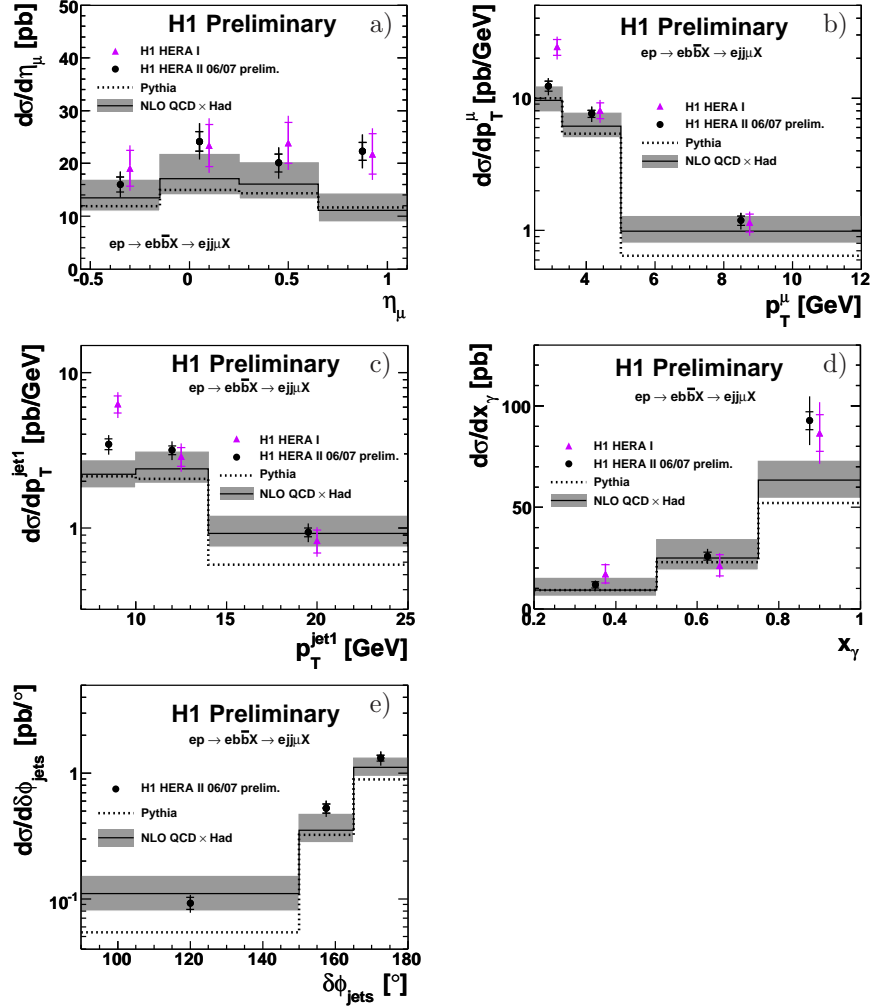 H1 Preliminary a)
dσ/dη_μ [pb]
H1 HERA I
H1 HERA II 06/07 prelim.
Pythia
NLO QCD × Had
ep → ebb̄X → ejjμX
0 10 20 30 40 50
-0.5 0 0.5 1
η_μ
H1 Preliminary b)
dσ/dp_T^μ [pb/GeV]
ep → ebb̄X → ejjμX
H1 HERA I
H1 HERA II 06/07 prelim.
Pythia
NLO QCD × Had
1 10
4 6 8 10 12
p_T^μ [GeV]
H1 Preliminary c)
dσ/dp_T^jet1 [pb/GeV]
ep → ebb̄X → ejjμX
H1 HERA I
H1 HERA II 06/07 prelim.
Pythia
NLO QCD × Had
1 10
10 15 20 25
p_T^jet1 [GeV]
H1 Preliminary d)
dσ/dx_γ [pb]
ep → ebb̄X → ejjμX
H1 HERA I
H1 HERA II 06/07 prelim.
Pythia
NLO QCD × Had
0 50 100
0.2 0.4 0.6 0.8 1
x_γ
H1 Preliminary e)
dσ/dδϕ_jets [pb/°]
ep → ebb̄X → ejjμX
H1 HERA II 06/07 prelim.
Pythia
NLO QCD × Had
10^-1 1
100 120 140 160 180
δϕ_jets [°]